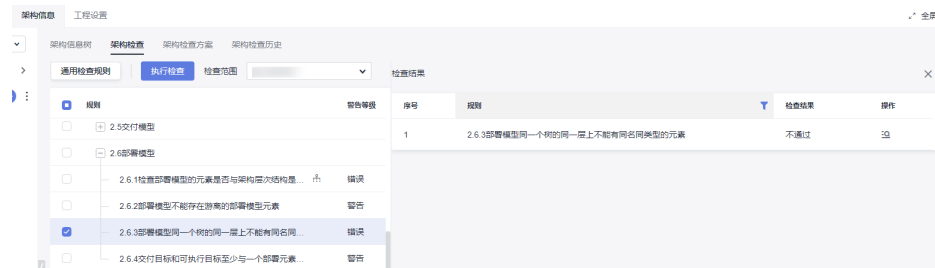 架构信息 工程设置 全屏
架构信息树 架构检查 架构检查方案 架构检查历史
通用检查规则 执行检查 检查范围 检查结果
规则 警告等级 序号 规则 检查结果 操作
2.5交付模型
1 2.6.3部署模型同一个树的同一层上不能有同名同类型的元素 不通过
2.6部署模型
2.6.1检查部署模型的元素是否与架构层次结构是... 错误
2.6.2部署模型不能存在游离的部署模型元素 警告
2.6.3部署模型同一个树的同一层上不能有同名同... 错误
2.6.4交付目标和可执行目标至少与一个部署元素... 警告